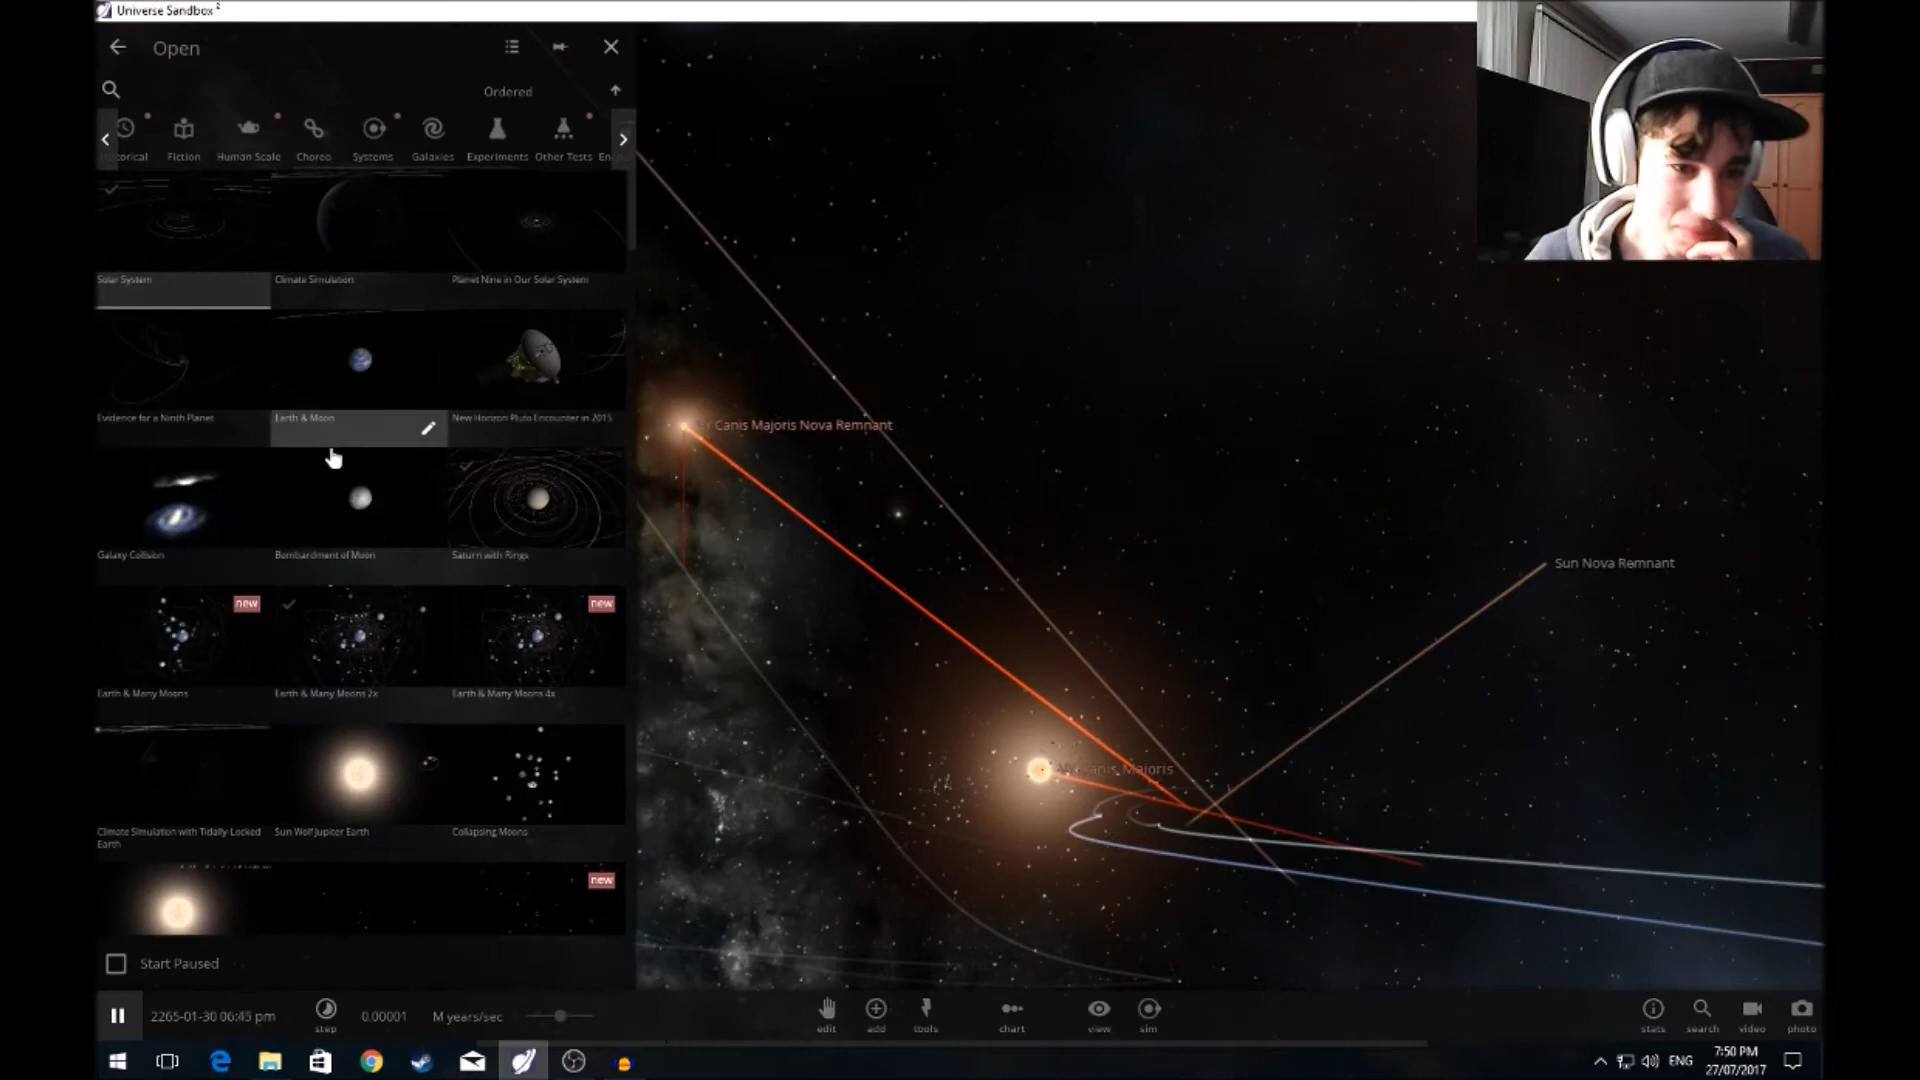 Universe Sandbox ²
Open
Ordered
orical Fiction Human Scale Choreo Systems Galaxies Experiments Other Tests En
Solar System Climate Simulation Planet Nine in Our Solar System
Evidence for a Ninth Planet Earth & Moon New Horizon Pluto Encounter in 2015
Canis Majoris Nova Remnant
Galaxy Collision Bombardment of Moon Saturn with Rings
Sun Nova Remnant
new new
Earth & Many Moons Earth & Many Moons 2x Earth & Many Moons 4x
Canis Majoris
Climate Simulation with Tidally-Locked Sun Wolf Jupiter Earth Collapsing Moons
Earth
new
Start Paused
2265-01-30 06:45 pm step 0.00001 M years/sec edit add tools chart view sim stats search video photo
ENG 7:50 PM
27/07/2017